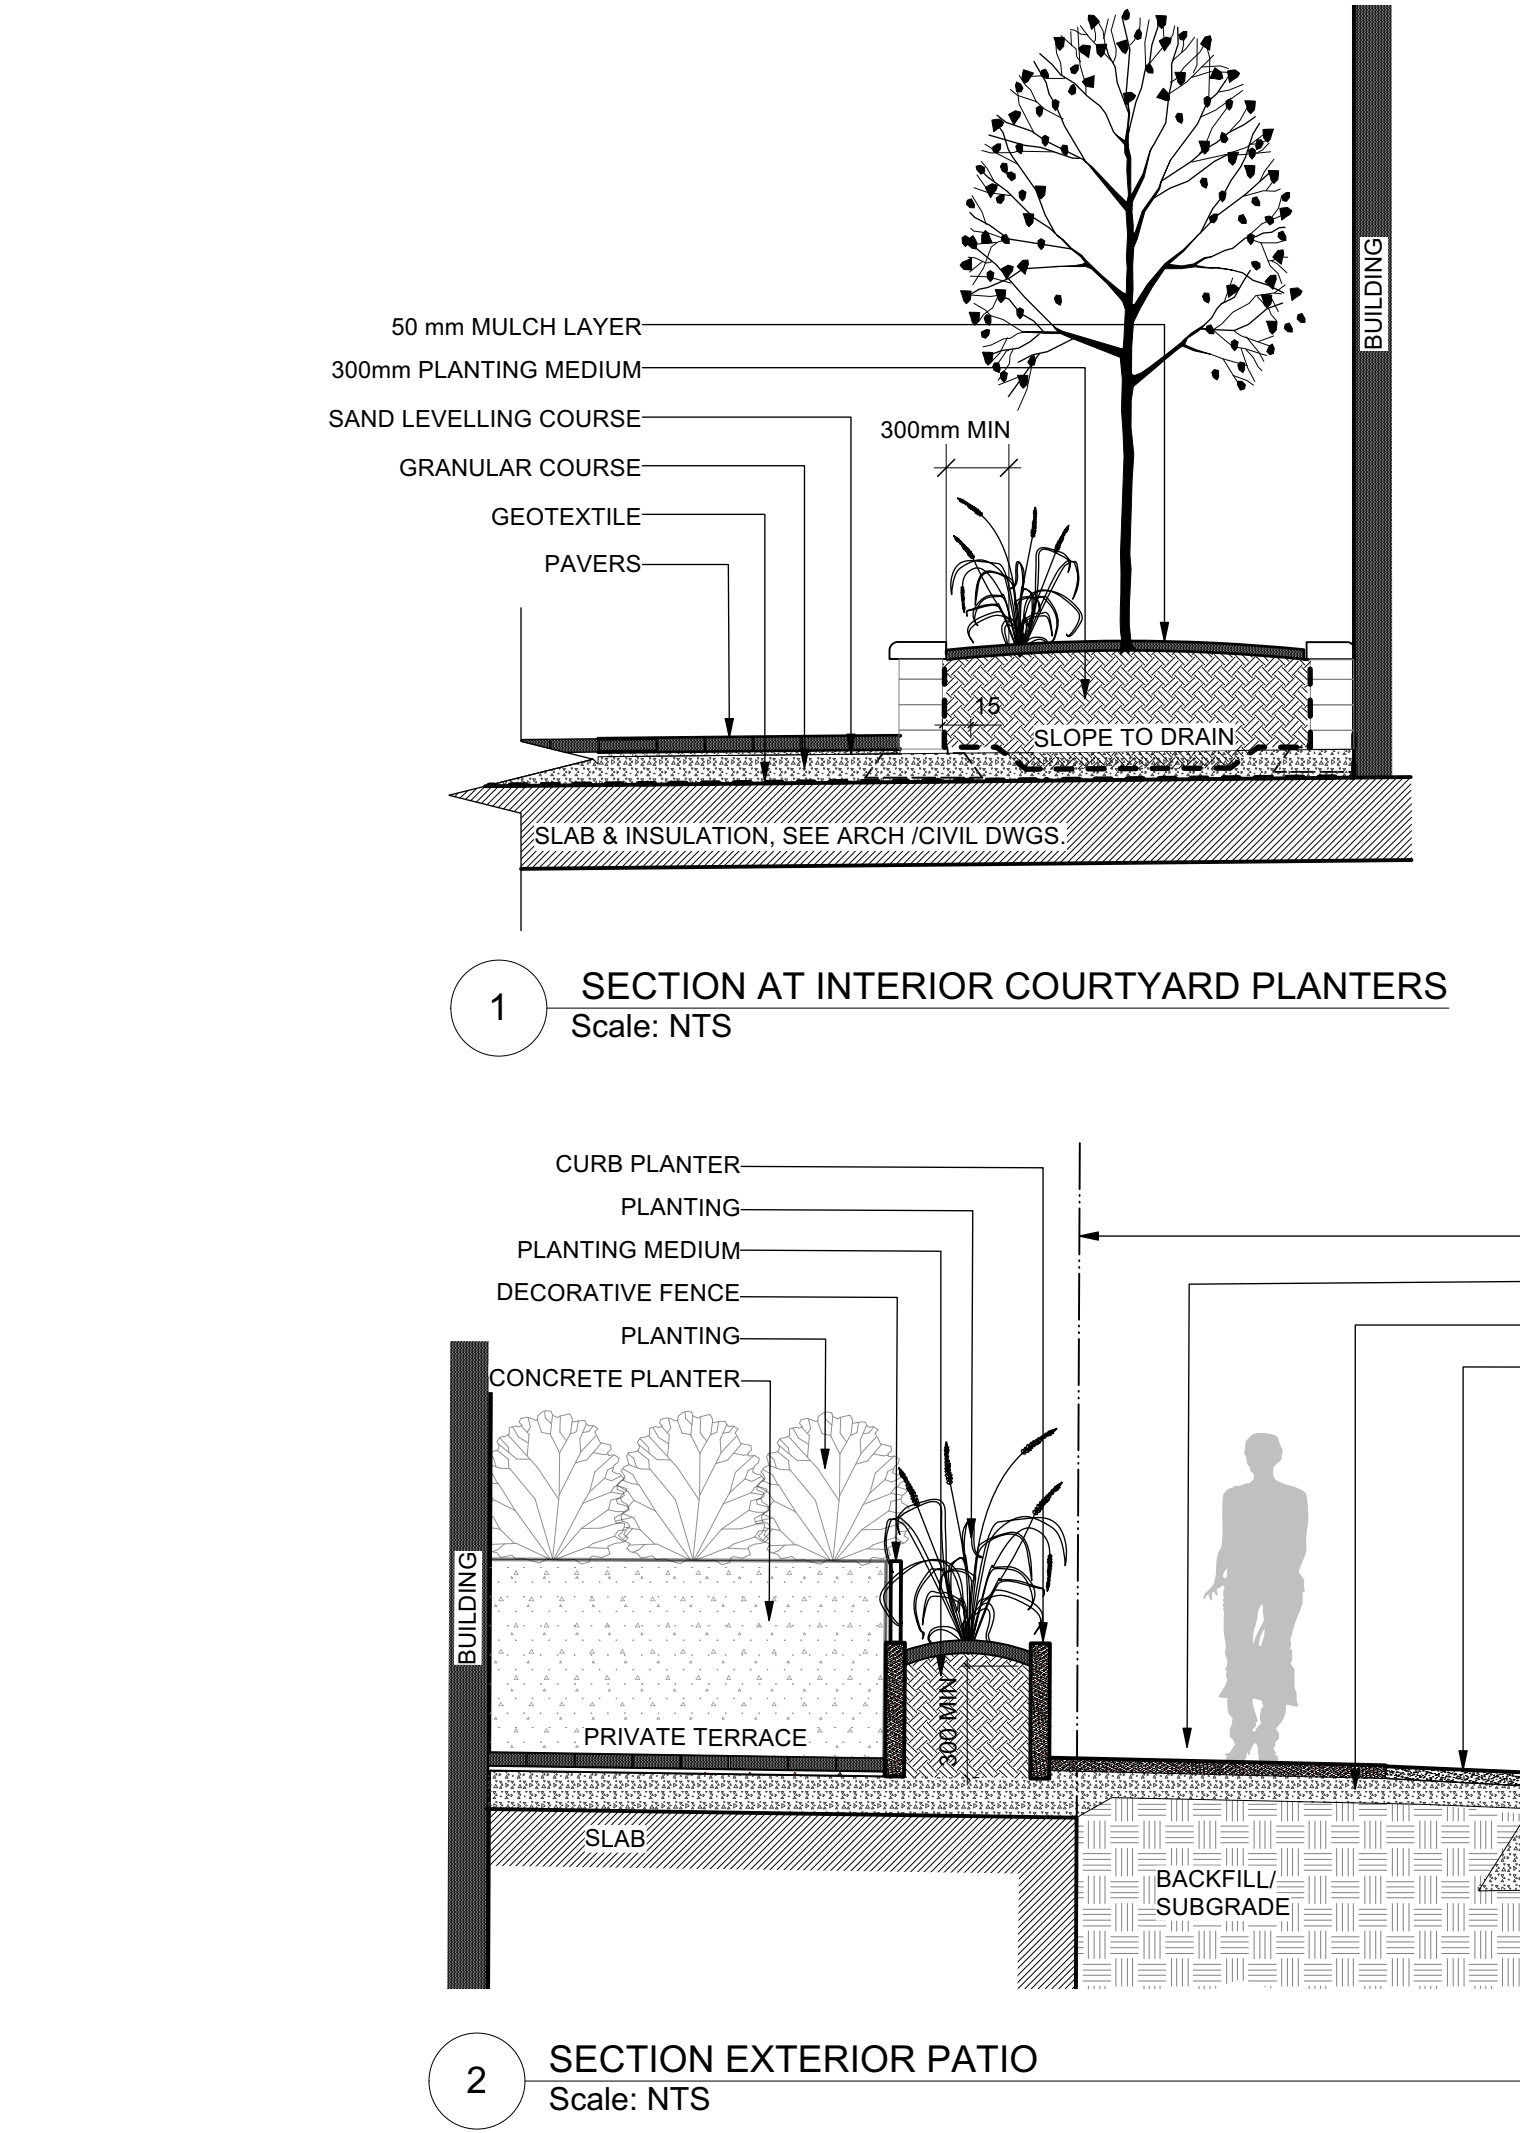 50 mm MULCH LAYER
300mm PLANTING MEDIUM
SAND LEVELLING COURSE
300mm MIN
GRANULAR COURSE
GEOTEXTILE
PAVERS
BUILDING
15
SLOPE TO DRAIN
SLAB & INSULATION, SEE ARCH /CIVIL DWGS.
1
SECTION AT INTERIOR COURTYARD PLANTERS
Scale: NTS
CURB PLANTER
PLANTING
PLANTING MEDIUM
DECORATIVE FENCE
PLANTING
CONCRETE PLANTER
BUILDING
300 MIN
PRIVATE TERRACE
SLAB
BACKFILL/
SUBGRADE
2
SECTION EXTERIOR PATIO
Scale: NTS